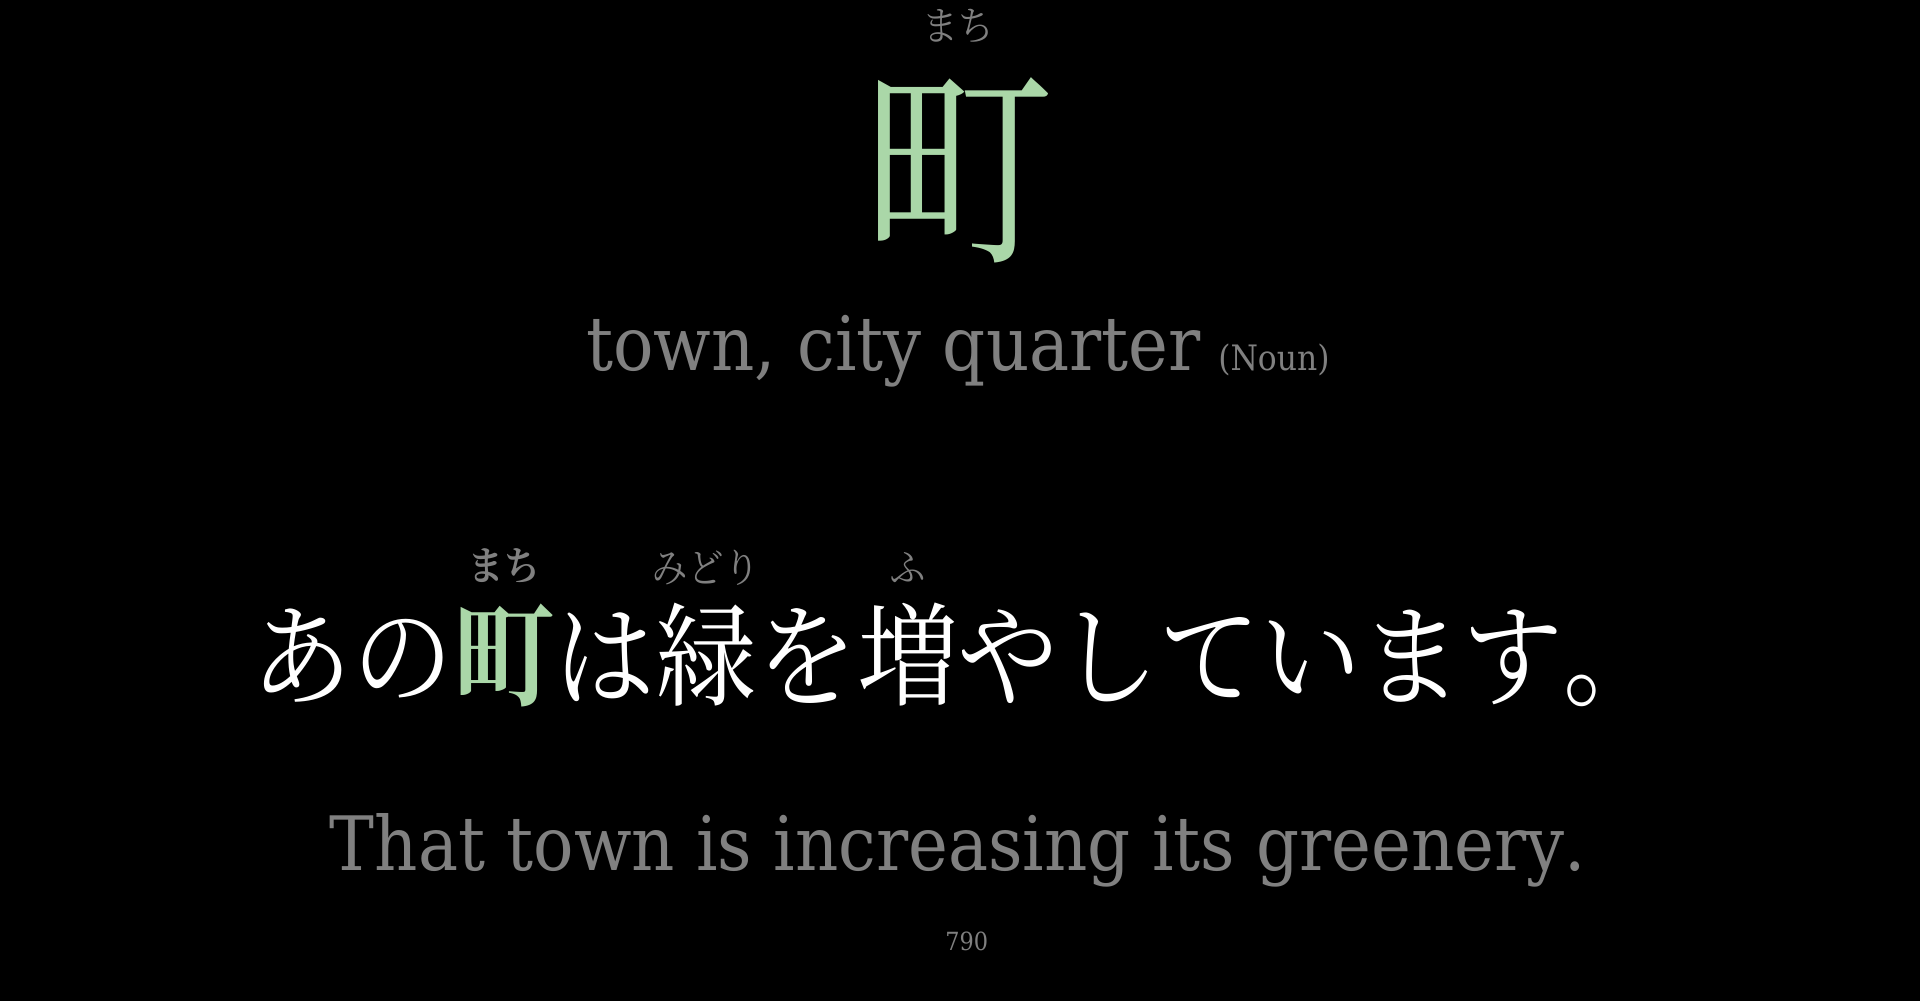 まち
町
town, city quarter (Noun)
まち みどり ふ
あの町は緑を増やしています。
That town is increasing its greenery.
790